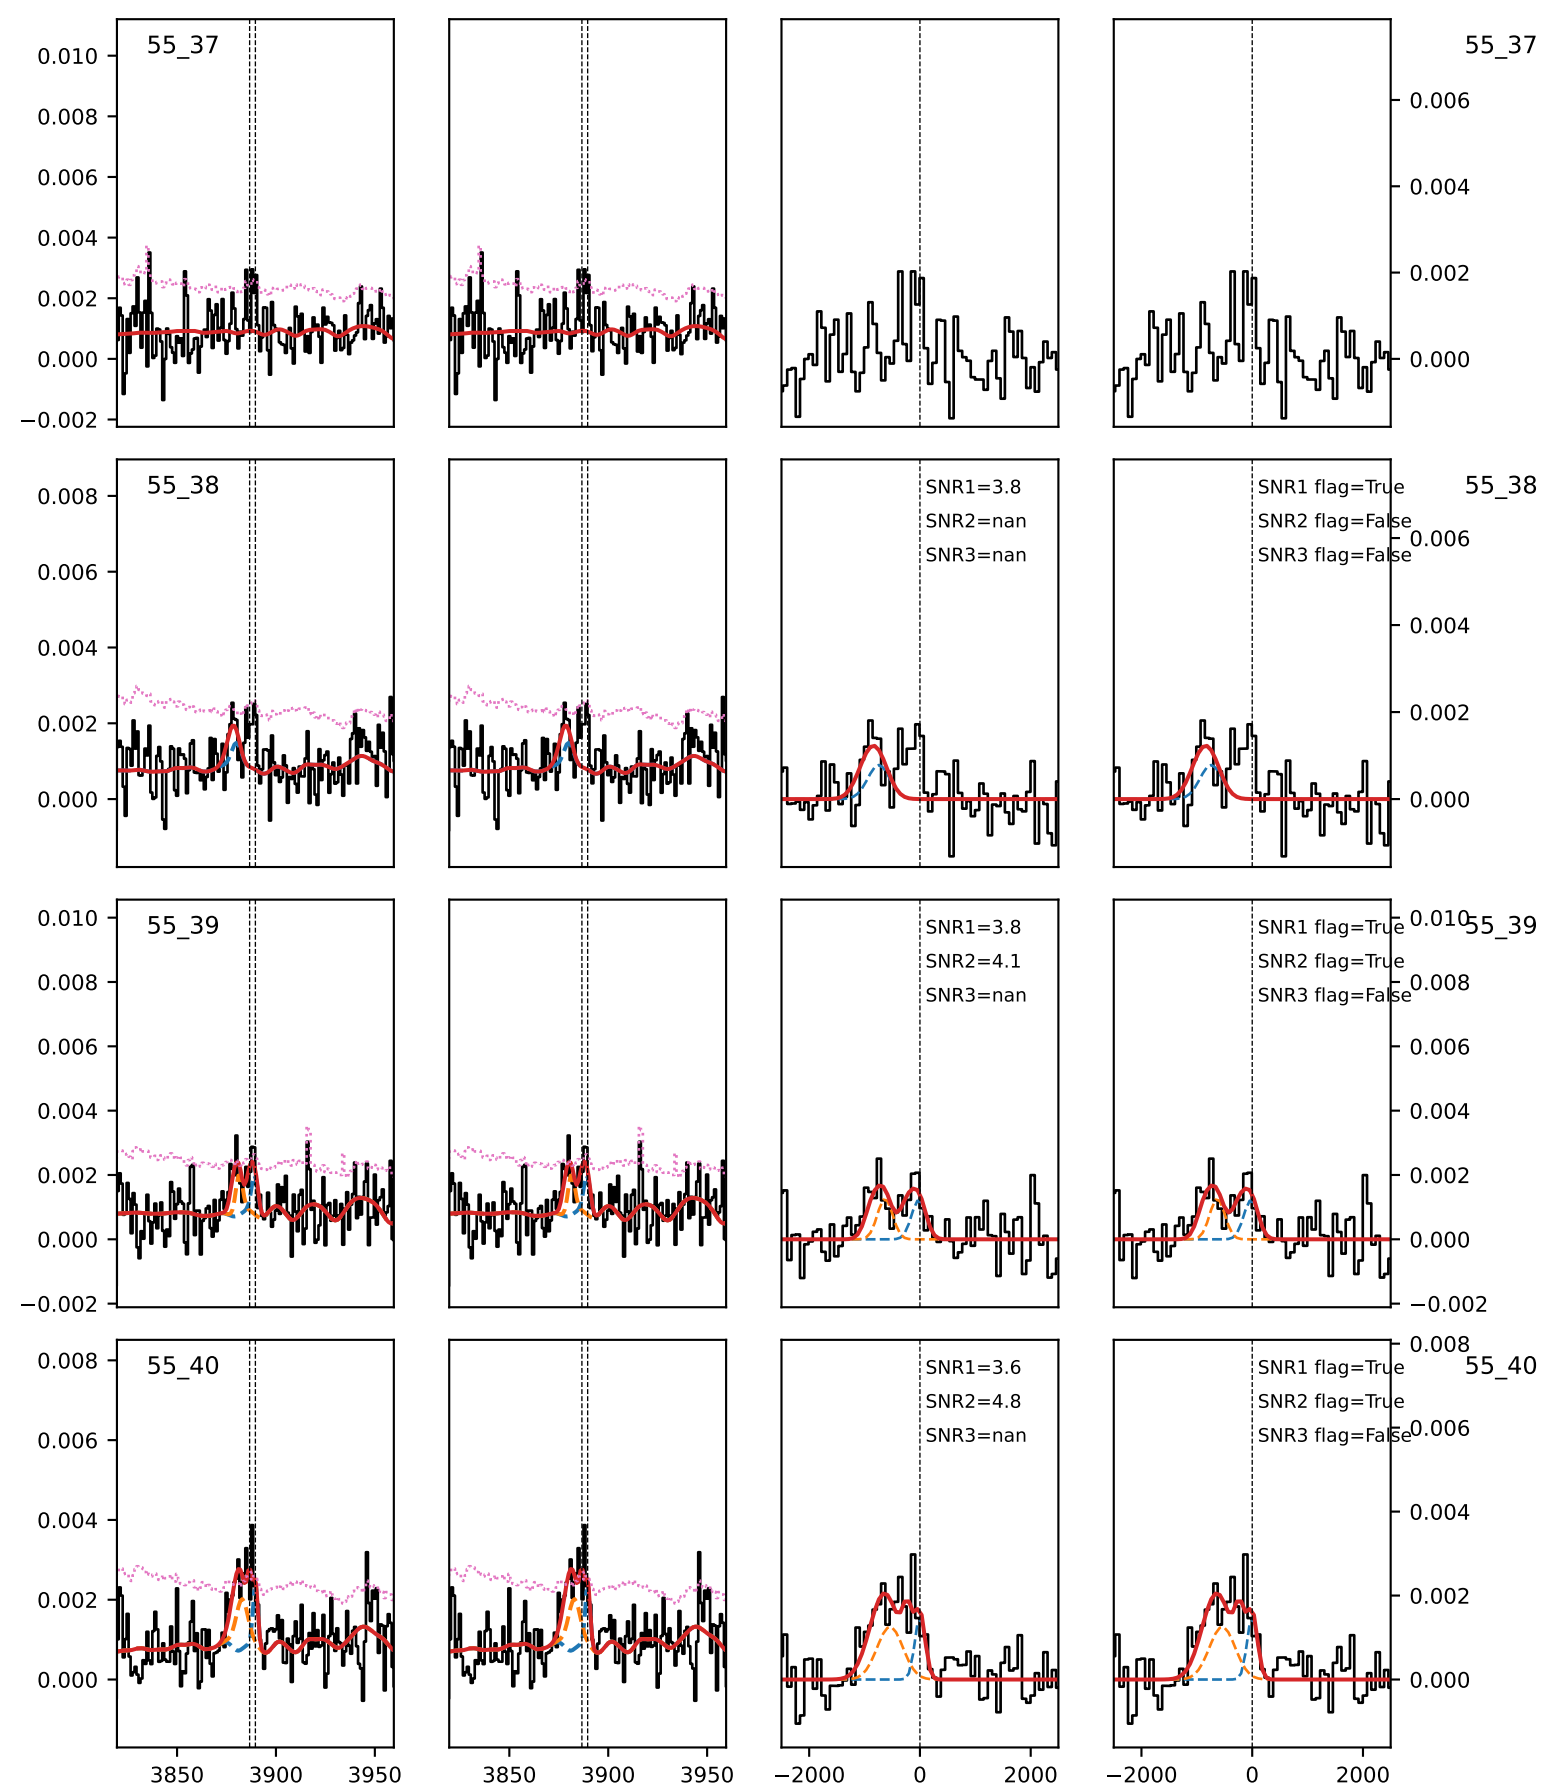 55_37
55_37
0.010
0.008
0.006
0.004
0.002
0.000
−0.002
0.006
0.004
0.002
0.000
55_38
SNR1=3.8
SNR2=nan
SNR3=nan
SNR1 flag=True
SNR2 flag=False
SNR3 flag=False
55_38
0.008
0.006
0.004
0.002
0.000
0.006
0.004
0.002
0.000
55_39
SNR1=3.8
SNR2=4.1
SNR3=nan
SNR1 flag=True
SNR2 flag=True
SNR3 flag=False
55_39
0.010
0.008
0.006
0.004
0.002
0.000
−0.002
0.010
0.008
0.006
0.004
0.002
0.000
−0.002
55_40
SNR1=3.6
SNR2=4.8
SNR3=nan
SNR1 flag=True
SNR2 flag=True
SNR3 flag=False
55_40
0.008
0.006
0.004
0.002
0.000
0.008
0.006
0.004
0.002
0.000
3850 3900 3950
3850 3900 3950
−2000 0 2000
−2000 0 2000